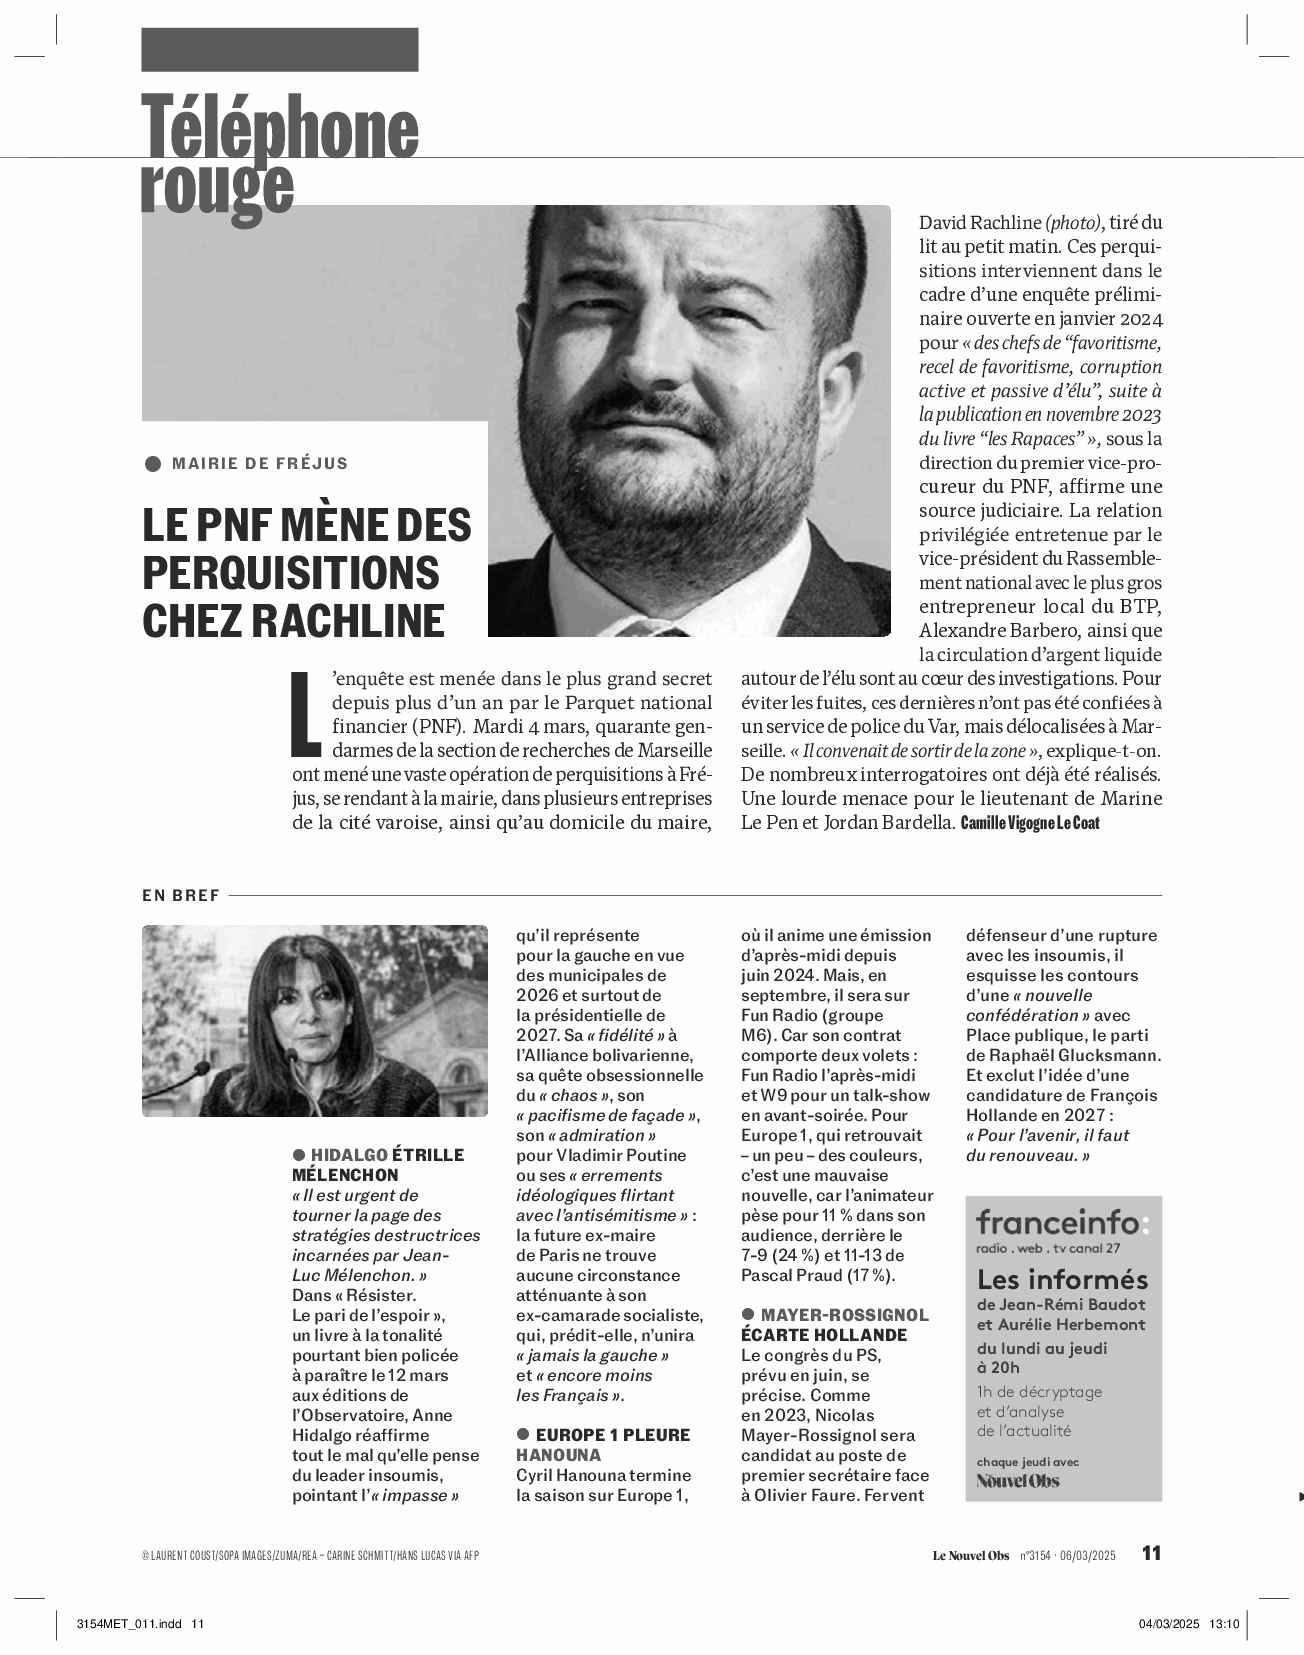 Téléphone
rouge
● MAIRIE DE FRÉJUS
LE PNF MÈNE DES
PERQUISITIONS
CHEZ RACHLINE
L’enquête est menée dans le plus grand secret
depuis plus d’un an par le Parquet national
financier (PNF). Mardi 4 mars, quarante gen-
darmes de la section de recherches de Marseille
ont mené une vaste opération de perquisitions à Fré-
jus, se rendant à la mairie, dans plusieurs entreprises
de la cité varoise, ainsi qu’au domicile du maire,
David Rachline (photo), tiré du
lit au petit matin. Ces perqui-
sitions interviennent dans le
cadre d’une enquête prélimi-
naire ouverte en janvier 2024
pour « des chefs de “favoritisme,
recel de favoritisme, corruption
active et passive d’élu”, suite à
la publication en novembre 2023
du livre “les Rapaces” », sous la
direction du premier vice-pro-
cureur du PNF, affirme une
source judiciaire. La relation
privilégiée entretenue par le
vice-président du Rassemble-
ment national avec le plus gros
entrepreneur local du BTP,
Alexandre Barbero, ainsi que
la circulation d’argent liquide
autour de l’élu sont au cœur des investigations. Pour
éviter les fuites, ces dernières n’ont pas été confiées à
un service de police du Var, mais délocalisées à Mar-
seille. « Il convenait de sortir de la zone », explique-t-on.
De nombreux interrogatoires ont déjà été réalisés.
Une lourde menace pour le lieutenant de Marine
Le Pen et Jordan Bardella. Camille Vigogne Le Coat
EN BREF
● HIDALGO ÉTRILLE
MÉLENCHON
« Il est urgent de
tourner la page des
stratégies destructrices
incarnées par Jean-
Luc Mélenchon. »
Dans « Résister.
Le pari de l’espoir »,
un livre à la tonalité
pourtant bien policée
à paraître le 12 mars
aux éditions de
l’Observatoire, Anne
Hidalgo réaffirme
tout le mal qu’elle pense
du leader insoumis,
pointant l’« impasse »
qu’il représente
pour la gauche en vue
des municipales de
2026 et surtout de
la présidentielle de
2027. Sa « fidélité » à
l’Alliance bolivarienne,
sa quête obsessionnelle
du « chaos », son
« pacifisme de façade »,
son « admiration »
pour Vladimir Poutine
ou ses « errements
idéologiques flirtant
avec l’antisémitisme » :
la future ex-maire
de Paris ne trouve
aucune circonstance
atténuante à son
ex-camarade socialiste,
qui, prédit-elle, n’unira
« jamais la gauche »
et « encore moins
les Français ».
● EUROPE 1 PLEURE
HANOUNA
Cyril Hanouna termine
la saison sur Europe 1,
où il anime une émission
d’après-midi depuis
juin 2024. Mais, en
septembre, il sera sur
Fun Radio (groupe
M6). Car son contrat
comporte deux volets :
Fun Radio l’après-midi
et W9 pour un talk-show
en avant-soirée. Pour
Europe 1, qui retrouvait
– un peu – des couleurs,
c’est une mauvaise
nouvelle, car l’animateur
pèse pour 11 % dans son
audience, derrière le
7-9 (24 %) et 11-13 de
Pascal Praud (17 %).
● MAYER-ROSSIGNOL
ÉCARTE HOLLANDE
Le congrès du PS,
prévu en juin, se
précise. Comme
en 2023, Nicolas
Mayer-Rossignol sera
candidat au poste de
premier secrétaire face
à Olivier Faure. Fervent
défenseur d’une rupture
avec les insoumis, il
esquisse les contours
d’une « nouvelle
confédération » avec
Place publique, le parti
de Raphaël Glucksmann.
Et exclut l’idée d’une
candidature de François
Hollande en 2027 :
« Pour l’avenir, il faut
du renouveau. »
franceinfo:
radio . web . tv canal 27
Les informés
de Jean-Rémi Baudot
et Aurélie Herbemont
du lundi au jeudi
à 20h
1h de décryptage
et d’analyse
de l’actualité
chaque jeudi avec
Nouvel Obs
© LAURENT COUST/SOPA IMAGES/ZUMA/REA – CARINE SCHMITT/HANS LUCAS VIA AFP
Le Nouvel Obs n°3154 · 06/03/2025 11
3154MET_011.indd 11
04/03/2025 13:10